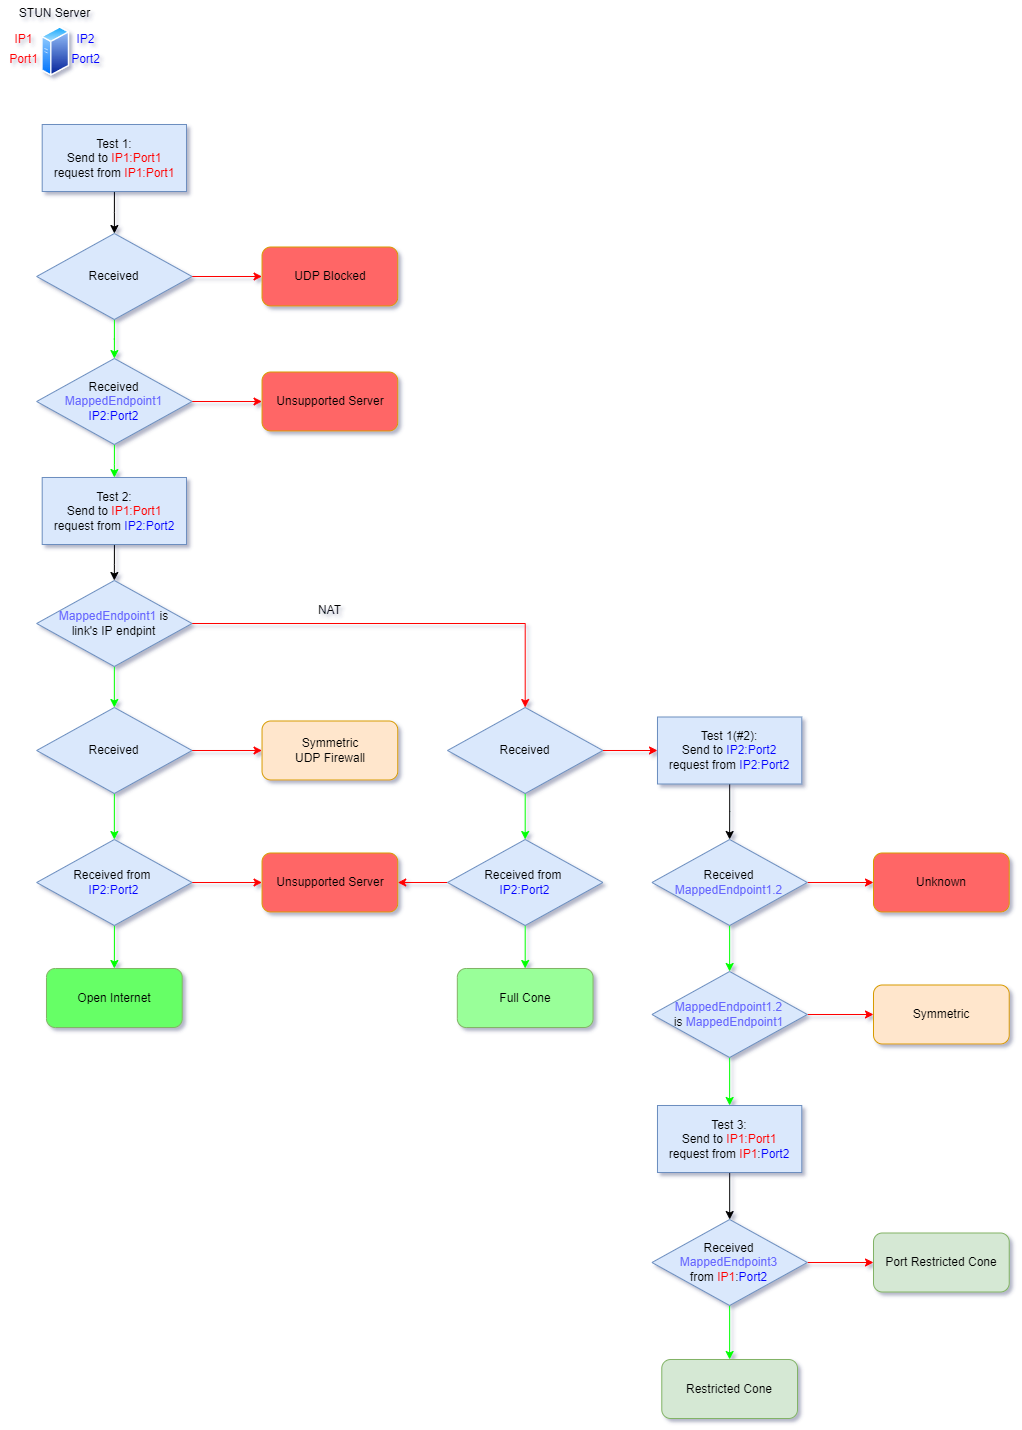 STUN Server
IP1
IP2
Port1
Port2
Test 1:
Send to IP1:Port1
request from IP1:Port1
Received
UDP Blocked
Received
MappedEndpoint1
IP2:Port2
Unsupported Server
Test 2:
Send to IP1:Port1
request from IP2:Port2
MappedEndpoint1 is
link's IP endpint
NAT
Received
Symmetric
UDP Firewall
Received
Test 1(#2):
Send to IP2:Port2
request from IP2:Port2
Received from
IP2:Port2
Unsupported Server
Received from
IP2:Port2
Received
MappedEndpoint1.2
Unknown
Open Internet
Full Cone
MappedEndpoint1.2
is MappedEndpoint1
Symmetric
Test 3:
Send to IP1:Port1
request from IP1:Port2
Received
MappedEndpoint3
from IP1:Port2
Port Restricted Cone
Restricted Cone